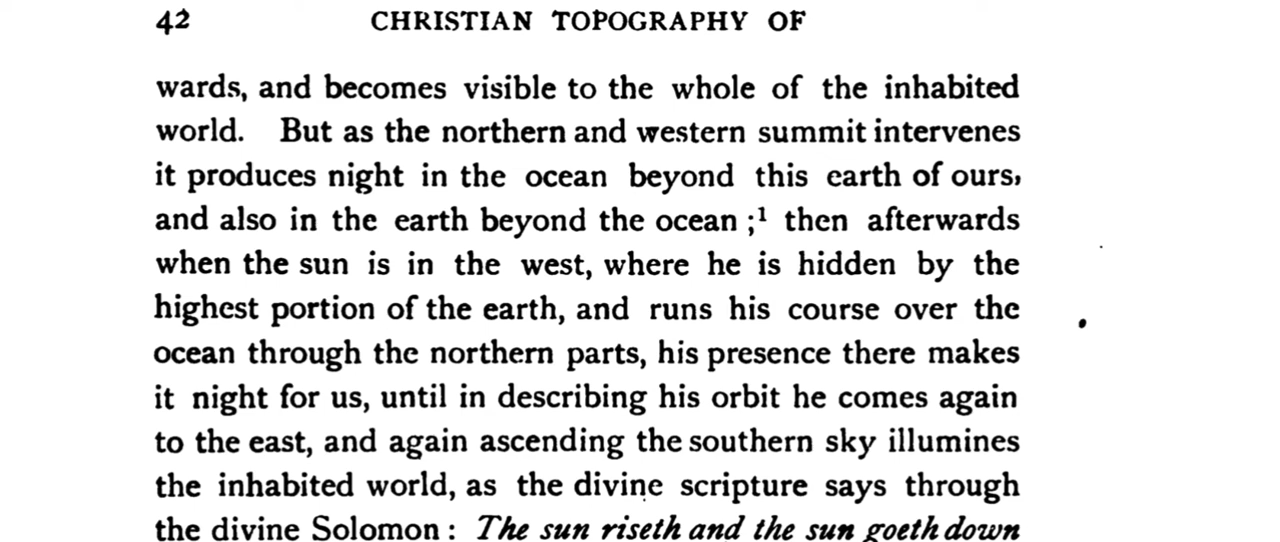 42 CHRISTIAN TOPOGRAPHY OF
wards, and becomes visible to the whole of the inhabited
world. But as the northern and western summit intervenes
it produces night in the ocean beyond this earth of ours,
and also in the earth beyond the ocean ;¹ then afterwards
when the sun is in the west, where he is hidden by the
highest portion of the earth, and runs his course over the
ocean through the northern parts, his presence there makes
it night for us, until in describing his orbit he comes again
to the east, and again ascending the southern sky illumines
the inhabited world, as the divine scripture says through
the divine Solomon : The sun riseth and the sun goeth down